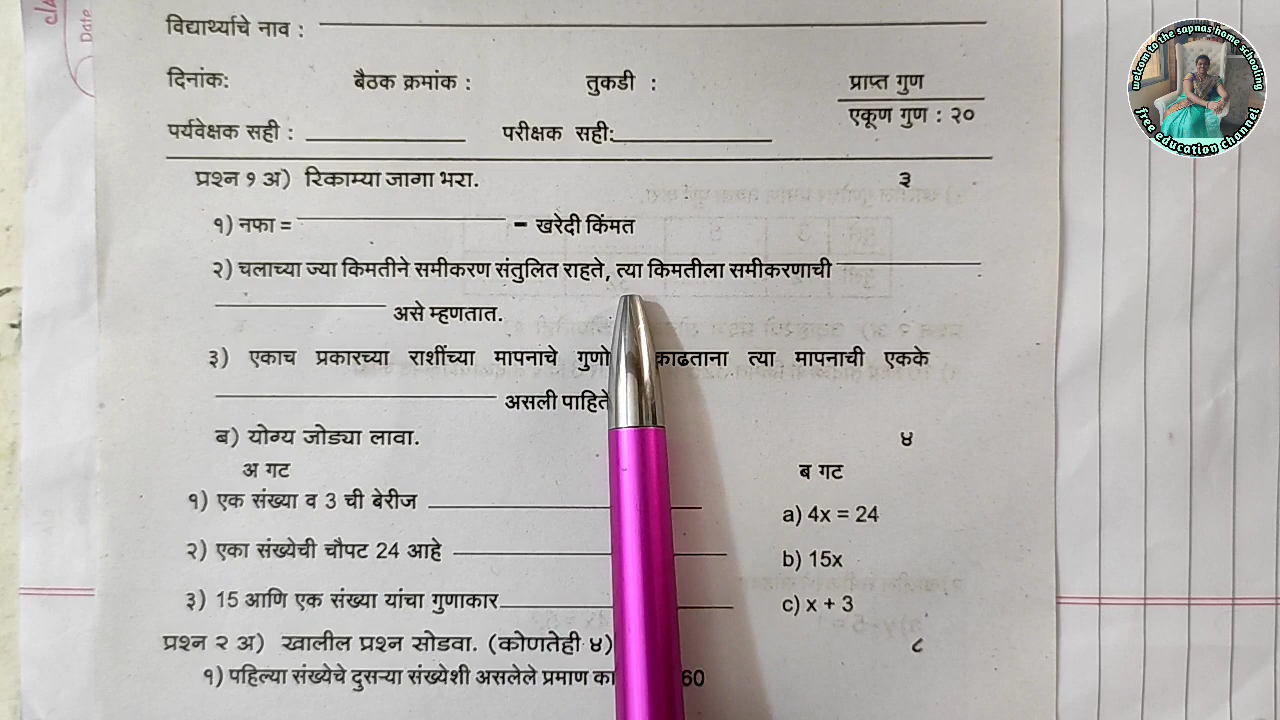 Date
welcom to the sapnas home schooling
free education channel
विद्यार्थ्याचे नाव :
दिनांक: बैठक क्रमांक : तुकडी : प्राप्त गुण
एकूण गुण : २०
पर्यवेक्षक सही : परीक्षक सही:
प्रश्न १ अ) रिकाम्या जागा भरा. ३
१) नफा = – खरेदी किंमत
२) चलाच्या ज्या किमतीने समीकरण संतुलित राहते, त्या किमतीला समीकरणाची
असे म्हणतात.
३) एकाच प्रकारच्या राशींच्या मापनाचे काढताना त्या मापनाची एकके
असली पाहिते
ब) योग्य जोड्या लावा. ४
अ गट ब गट
१) एक संख्या व 3 ची बेरीज a) 4x = 24
२) एका संख्येची चौपट 24 आहे b) 15x
३) 15 आणि एक संख्या यांचा गुणाकार c) x + 3
प्रश्न २ अ) खालील प्रश्न सोडवा. (कोणतेही ४) ८
१) पहिल्या संख्येचे दुसऱ्या संख्येशी असलेले प्रमाण 60